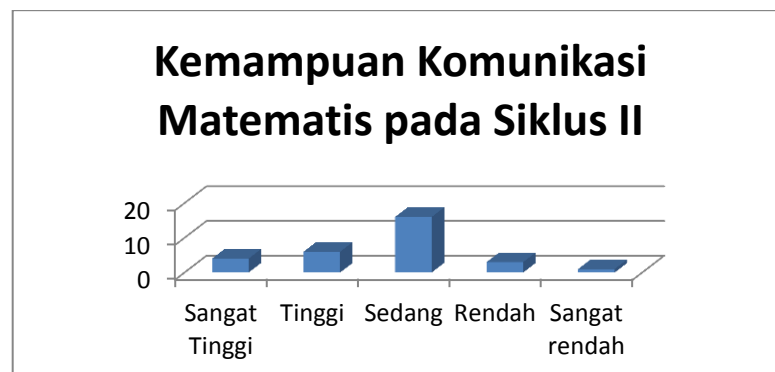 Kemampuan Komunikasi
Matematis pada Siklus II
20
10
0
Sangat Tinggi
Tinggi
Sedang
Rendah
Sangat rendah